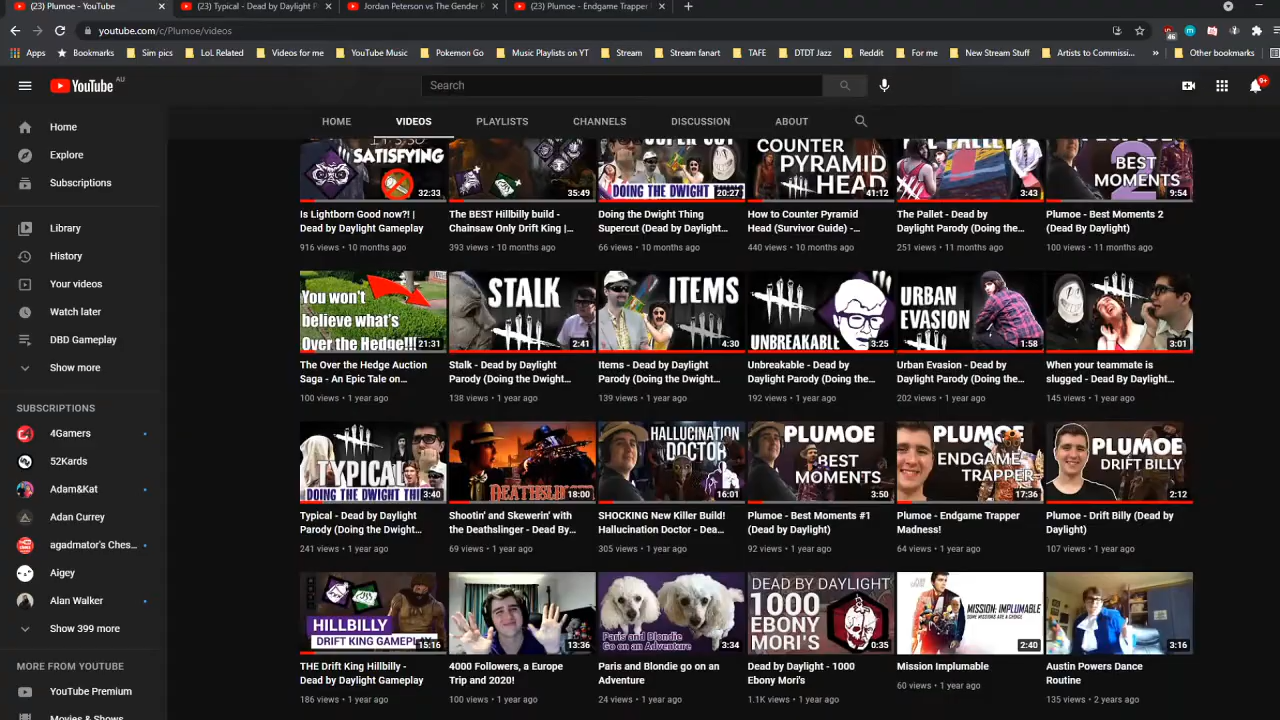 (23) Plumoe - YouTube
(23) Typical - Dead by Daylight P
Jordan Peterson vs The Gender P
(23) Plumoe - Endgame Trapper
youtube.com/c/Plumoe/videos
Apps
Bookmarks
Sim pics
LoL Related
Videos for me
YouTube Music
Pokemon Go
Music Playlists on YT
Stream
Stream fanart
TAFE
DTDT Jazz
Reddit
For me
New Stream Stuff
Artists to Commissi...
»
Other bookmarks
YouTube AU
Search
9+
HOME
VIDEOS
PLAYLISTS
CHANNELS
DISCUSSION
ABOUT
Home
Explore
Subscriptions
Library
History
Your videos
Watch later
DBD Gameplay
Show more
SUBSCRIPTIONS
4Gamers
52Kards
Adam&Kat
Adan Currey
agadmator's Ches...
Aigey
Alan Walker
Show 399 more
MORE FROM YOUTUBE
YouTube Premium
Movies & Shows
SATISFYING
32:33
Is Lightborn Good now?! |
Dead by Daylight Gameplay
916 views • 10 months ago
35:49
The BEST Hillbilly build -
Chainsaw Only Drift King |...
393 views • 10 months ago
SUPER CUT
DOING THE DWIGHT
20:27
Doing the Dwight Thing
Supercut (Dead by Daylight...
66 views • 10 months ago
COUNTER
PYRAMID
HEAD
41:12
How to Counter Pyramid
Head (Survivor Guide) -...
440 views • 10 months ago
THE PALLET
3:43
The Pallet - Dead by
Daylight Parody (Doing the...
251 views • 11 months ago
PLUMOE
2
BEST
MOMENTS
9:54
Plumoe - Best Moments 2
(Dead By Daylight)
100 views • 11 months ago
You won't
believe what's
Over the Hedge!!!
21:31
The Over the Hedge Auction
Saga - An Epic Tale on...
100 views • 1 year ago
STALK
2:41
Stalk - Dead by Daylight
Parody (Doing the Dwight...
138 views • 1 year ago
ITEMS
4:30
Items - Dead by Daylight
Parody (Doing the Dwight...
139 views • 1 year ago
UNBREAKABLE
3:25
Unbreakable - Dead by
Daylight Parody (Doing the...
192 views • 1 year ago
URBAN
EVASION
1:58
Urban Evasion - Dead by
Daylight Parody (Doing the...
202 views • 1 year ago
3:01
When your teammate is
slugged - Dead By Daylight...
145 views • 1 year ago
TYPICAL
DOING THE DWIGHT THI
3:40
Typical - Dead by Daylight
Parody (Doing the Dwight...
241 views • 1 year ago
DEATHSLINGER
18:00
Shootin' and Skewerin' with
the Deathslinger - Dead By...
69 views • 1 year ago
HALLUCINATION
DOCTOR
16:01
SHOCKING New Killer Build!
Hallucination Doctor - Dea...
305 views • 1 year ago
PLUMOE
BEST
MOMENTS
3:50
Plumoe - Best Moments #1
(Dead by Daylight)
92 views • 1 year ago
PLUMOE
ENDGAME
TRAPPER
17:36
Plumoe - Endgame Trapper
Madness!
64 views • 1 year ago
PLUMOE
DRIFT BILLY
2:12
Plumoe - Drift Billy (Dead by
Daylight)
107 views • 1 year ago
HILLBILLY
DRIFT KING GAMEPLAY
15:16
THE Drift King Hillbilly -
Dead by Daylight Gameplay
186 views • 1 year ago
13:36
4000 Followers, a Europe
Trip and 2020!
100 views • 1 year ago
Paris and Blondie
Go on an Adventure
3:34
Paris and Blondie go on an
Adventure
24 views • 1 year ago
DEAD BY DAYLIGHT
1000
EBONY
MORI'S
0:35
Dead by Daylight - 1000
Ebony Mori's
1.1K views • 1 year ago
MISSION: IMPLUMABLE
SOME MISSIONS ARE A CHOICE
2:40
Mission Implumable
60 views • 1 year ago
3:16
Austin Powers Dance
Routine
135 views • 2 years ago